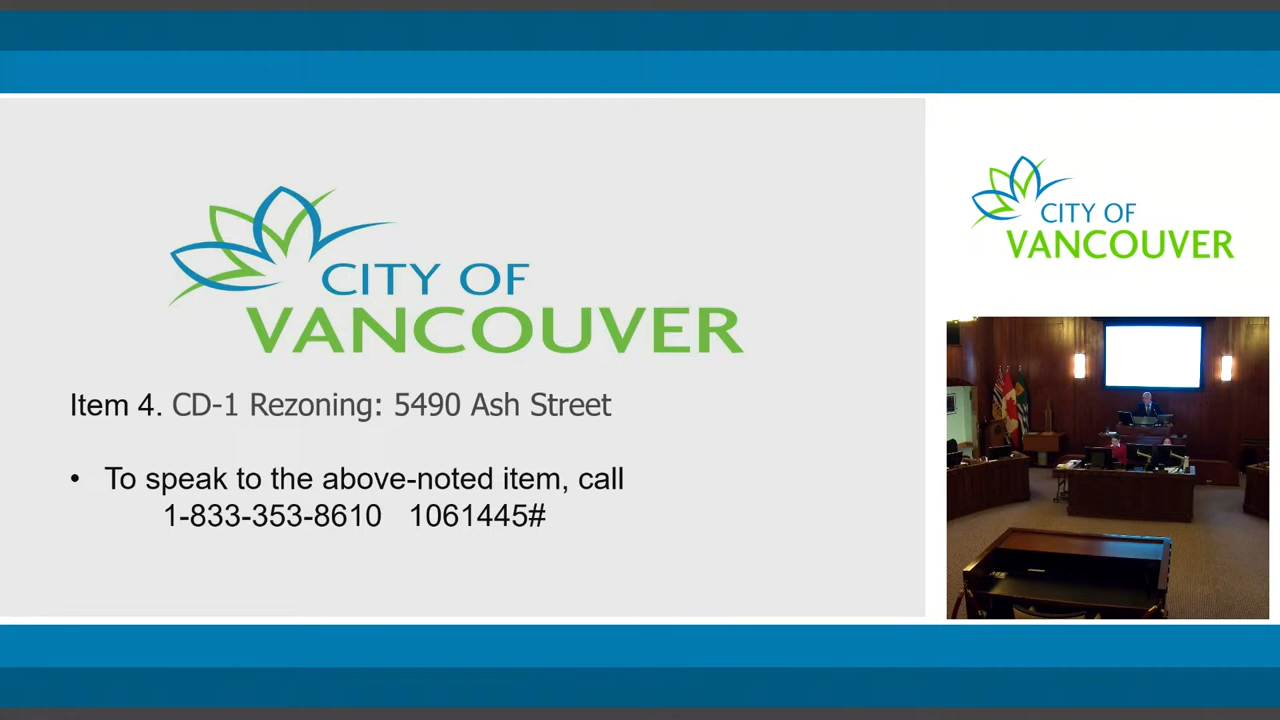 CITY OF
VANCOUVER
Item 4. CD-1 Rezoning: 5490 Ash Street
• To speak to the above-noted item, call
1-833-353-8610 1061445#
CITY OF
VANCOUVER